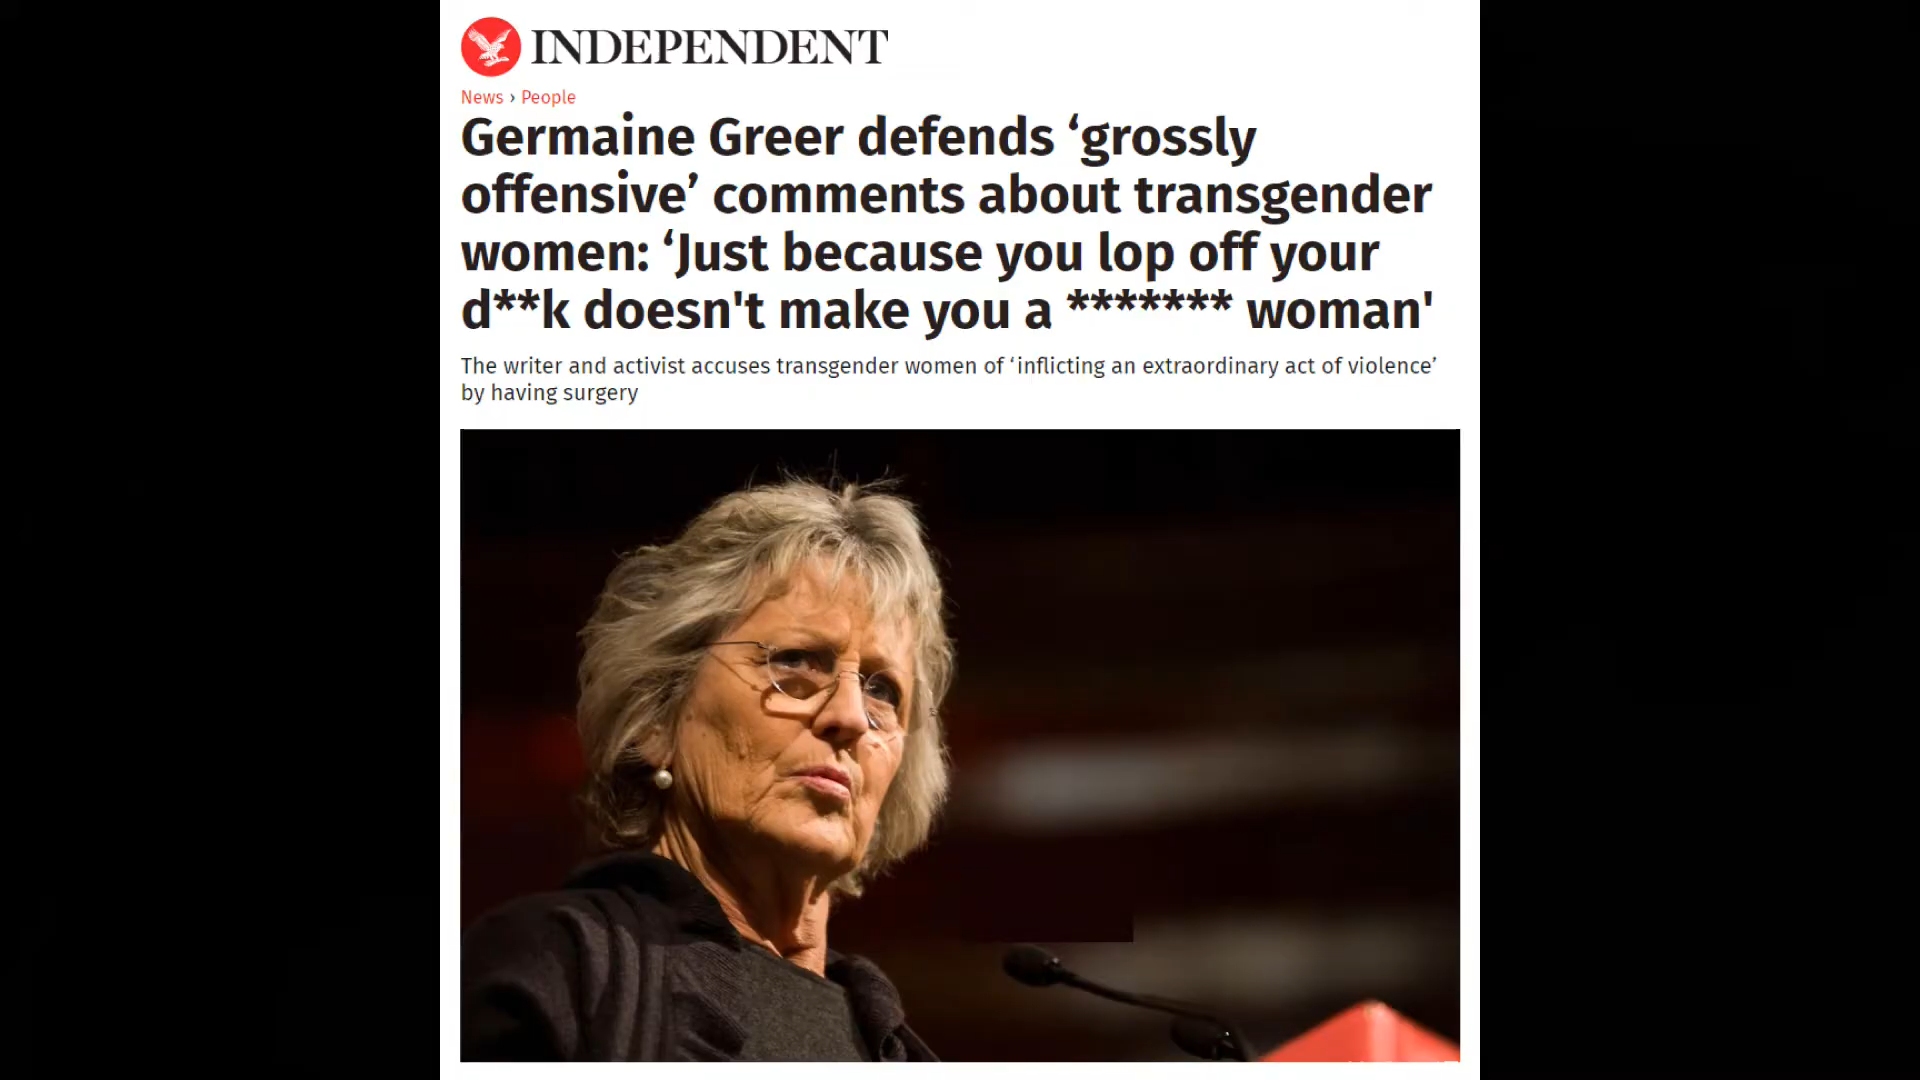 INDEPENDENT
News › People
Germaine Greer defends ‘grossly
offensive’ comments about transgender
women: ‘Just because you lop off your
d**k doesn't make you a ******* woman'
The writer and activist accuses transgender women of ‘inflicting an extraordinary act of violence’
by having surgery